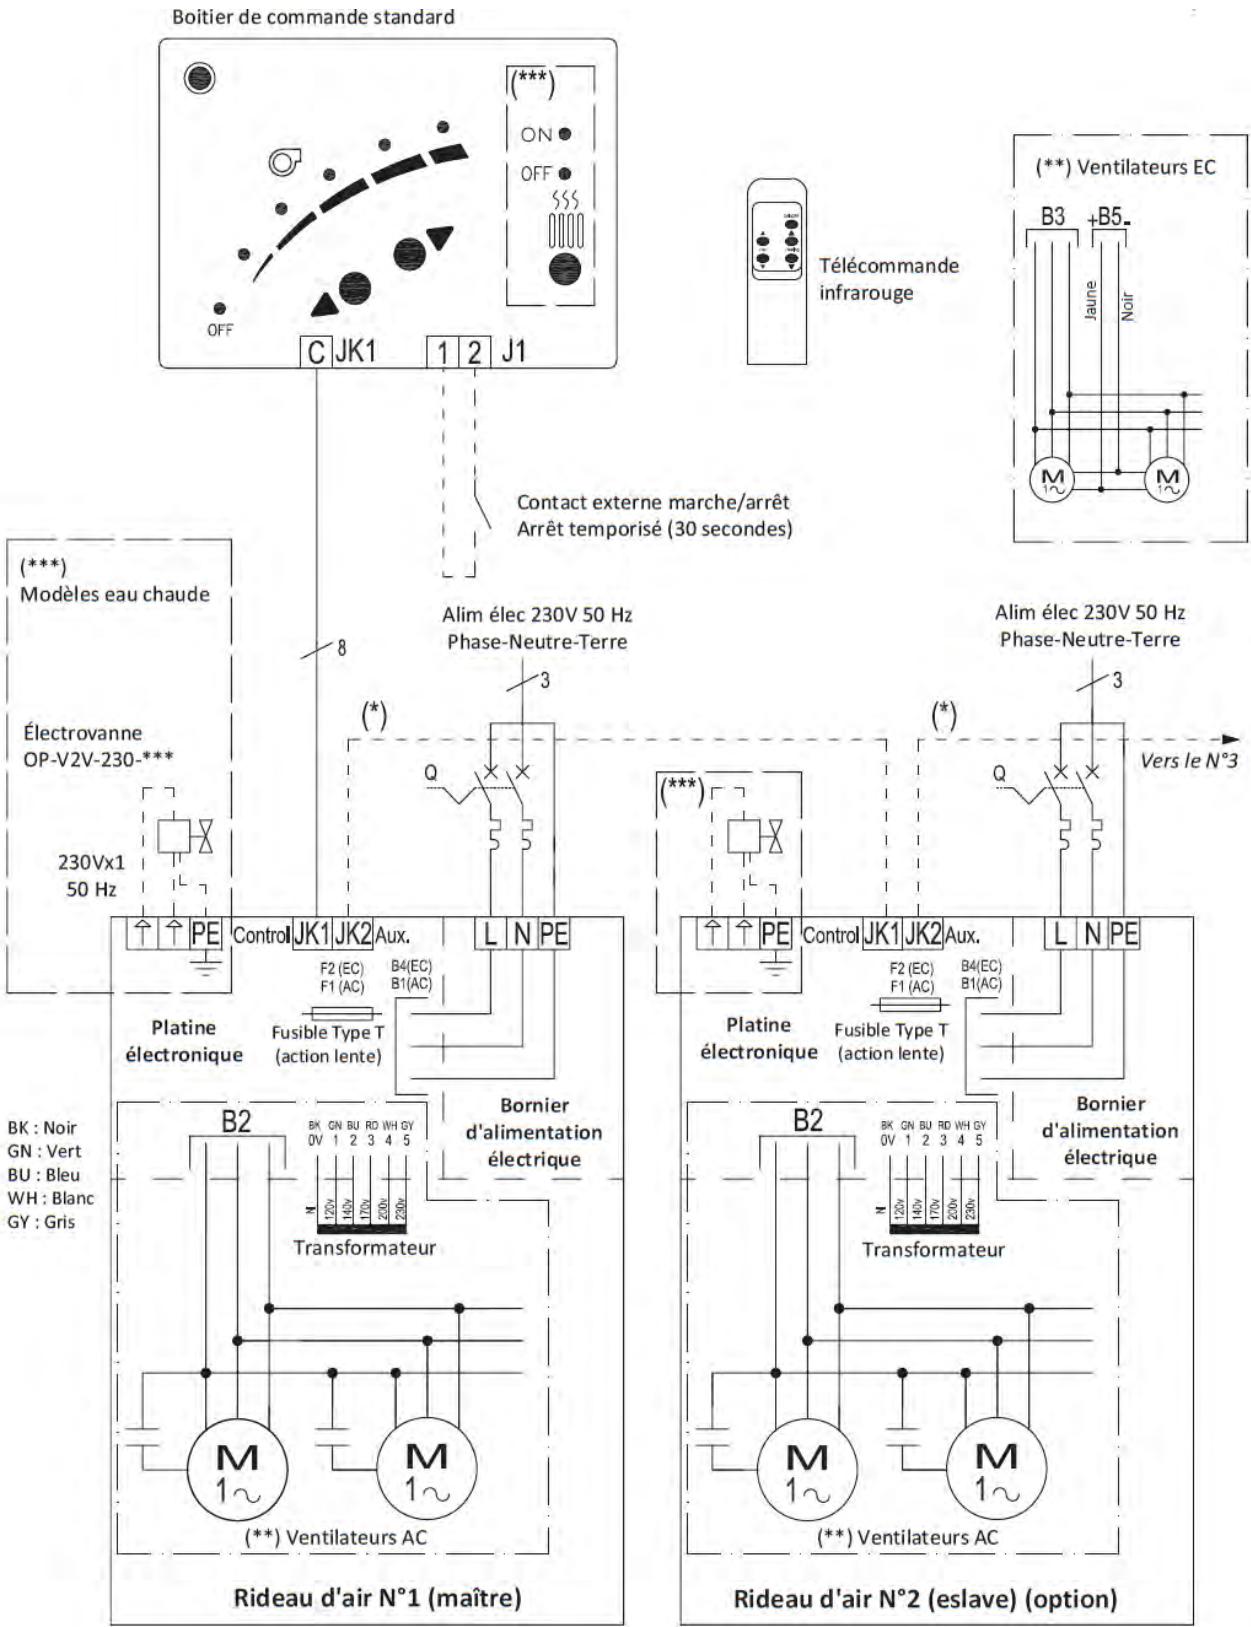 Boitier de commande standard
(***)
ON
OFF
OFF
C JK1
1 2 J1
Télécommande
infrarouge
(**) Ventilateurs EC
B3 +B5-
Jaune
Noir
M
1~
M
1~
Contact externe marche/arrêt
Arrêt temporisé (30 secondes)
(***)
Modèles eau chaude
Électrovanne
OP-V2V-230-***
230Vx1
50 Hz
8
Alim élec 230V 50 Hz
Phase-Neutre-Terre
3
(*)
Q
Alim élec 230V 50 Hz
Phase-Neutre-Terre
3
(*)
Vers le N°3
Q
(***)
PE Control JK1 JK2 Aux. L N PE
F2 (EC)
F1 (AC)
B4(EC)
B1(AC)
Platine
électronique
Fusible Type T
(action lente)
Bornier
d'alimentation
électrique
B2
BK GN BU RD WH GY
0V 1 2 3 4 5
N 120v 140v 170v 200v 230v
Transformateur
M
1~
M
1~
(**) Ventilateurs AC
Rideau d'air N°1 (maître)
BK : Noir
GN : Vert
BU : Bleu
WH : Blanc
GY : Gris
PE Control JK1 JK2 Aux. L N PE
F2 (EC)
F1 (AC)
B4(EC)
B1(AC)
Platine
électronique
Fusible Type T
(action lente)
Bornier
d'alimentation
électrique
B2
BK GN BU RD WH GY
0V 1 2 3 4 5
N 120v 140v 170v 200v 230v
Transformateur
M
1~
M
1~
(**) Ventilateurs AC
Rideau d'air N°2 (eslave) (option)